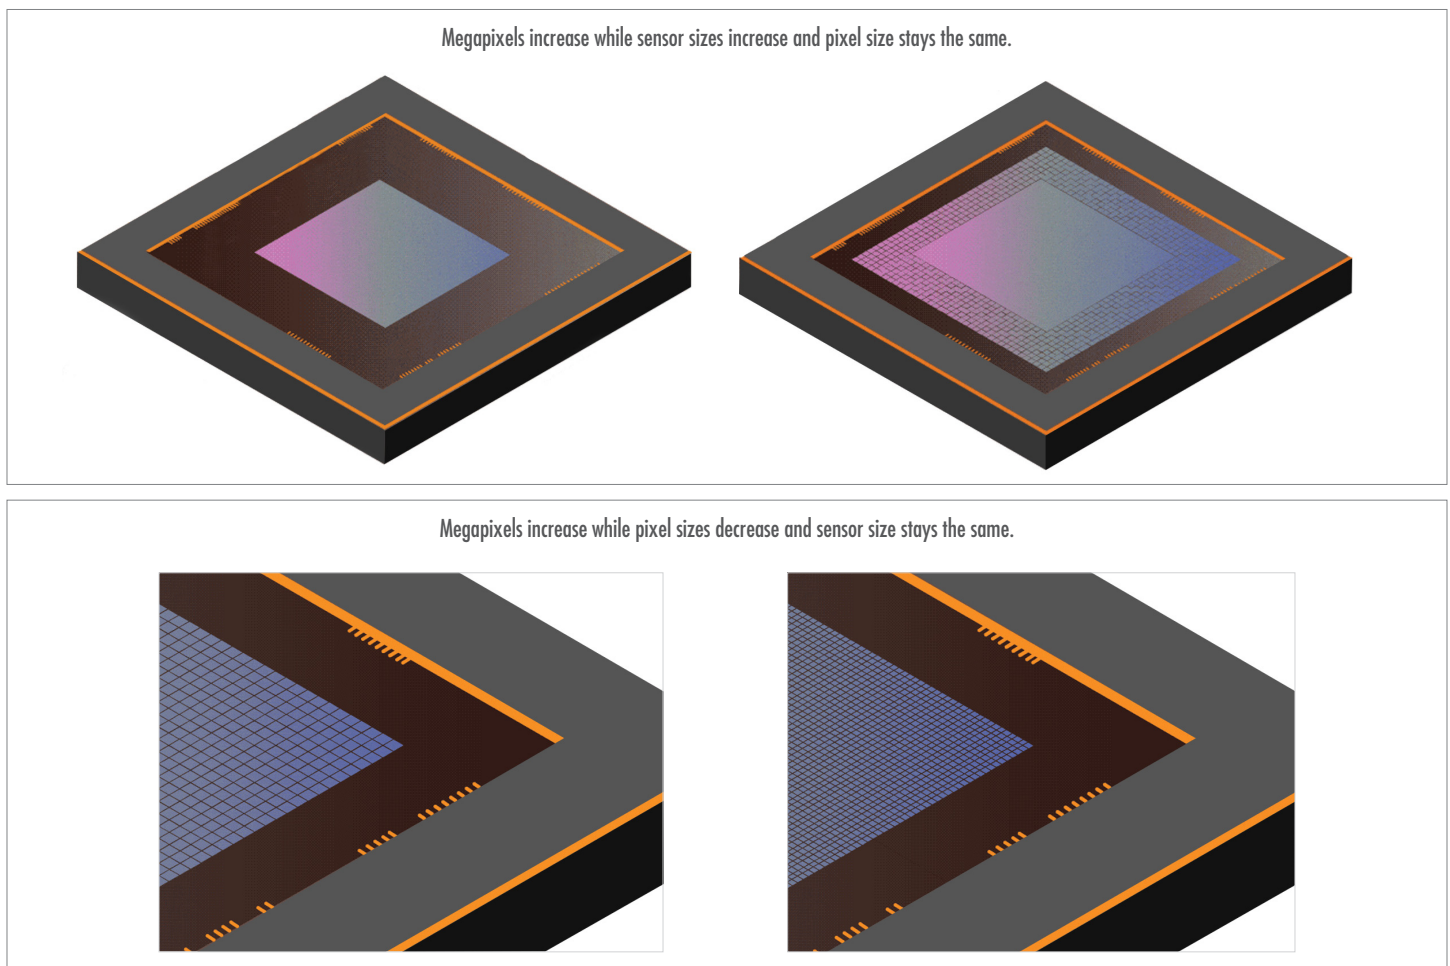 Megapixels increase while sensor sizes increase and pixel size stays the same.
Megapixels increase while pixel sizes decrease and sensor size stays the same.